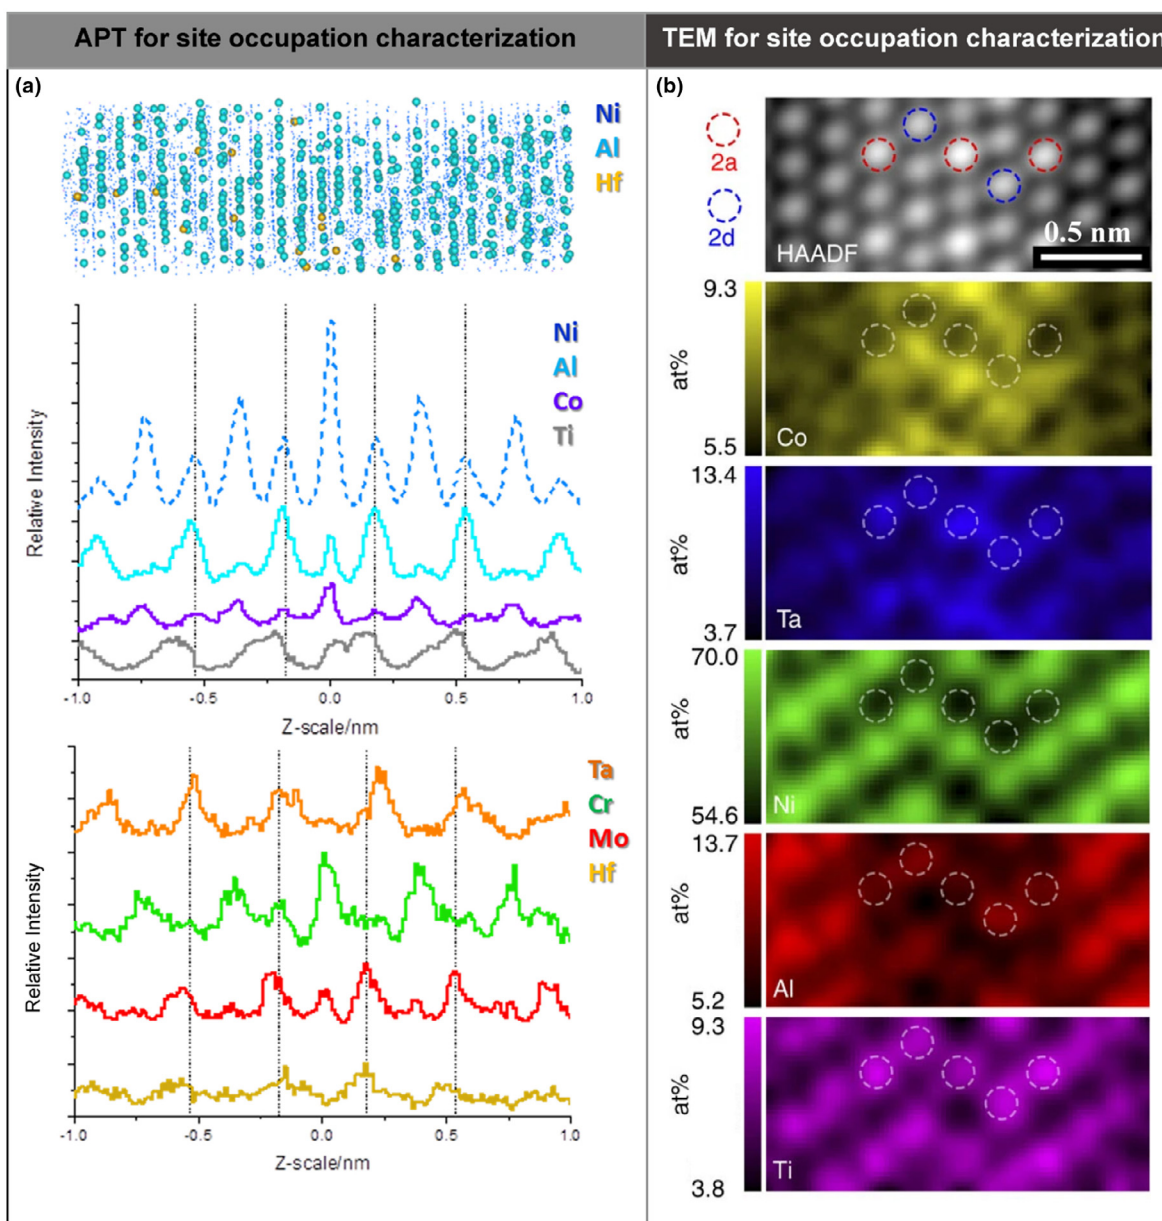 APT for site occupation characterization
(a)
Ni
Al
Hf
Relative Intensity
Ni
Al
Co
Ti
-1.0 -0.5 0.0 0.5 1.0
Z-scale/nm
Relative Intensity
Ta
Cr
Mo
Hf
-1.0 -0.5 0.0 0.5 1.0
Z-scale/nm
TEM for site occupation characterization
(b)
2a
2d
HAADF
0.5 nm
9.3
at%
5.5
Co
13.4
at%
3.7
Ta
70.0
at%
54.6
Ni
13.7
at%
5.2
Al
9.3
at%
3.8
Ti